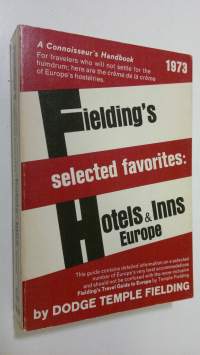 A Connoisseur's Handbook
1973
For travelers who will not settle for the
humdrum; here are the crème de la crème
of Europe's hostelries.
Fielding's
selected favorites:
Hotels & Inns
Europe
This guide contains detailed information on a selected
number of Europe's very best accommodations
and should not be confused with the more inclusive
Fielding's Travel Guide to Europe by Temple Fielding.
by DODGE TEMPLE FIELDING